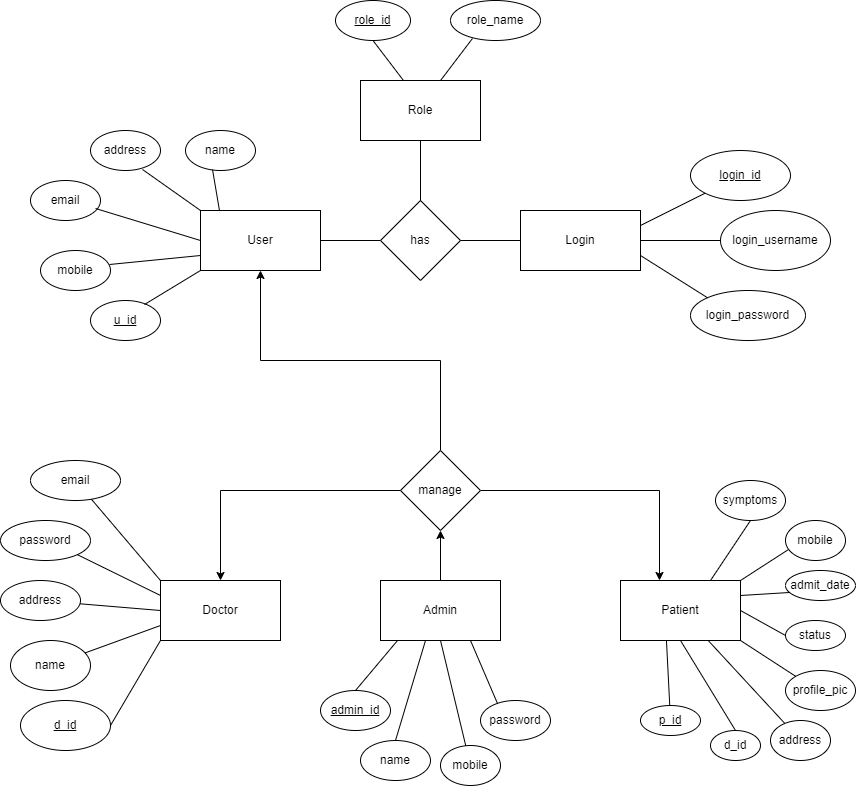 role_id
role_name
Role
address
name
email
User
mobile
u_id
has
Login
login_id
login_username
login_password
manage
email
password
address
name
d_id
Doctor
Admin
admin_id
name
mobile
password
Patient
symptoms
mobile
admit_date
status
profile_pic
address
d_id
p_id